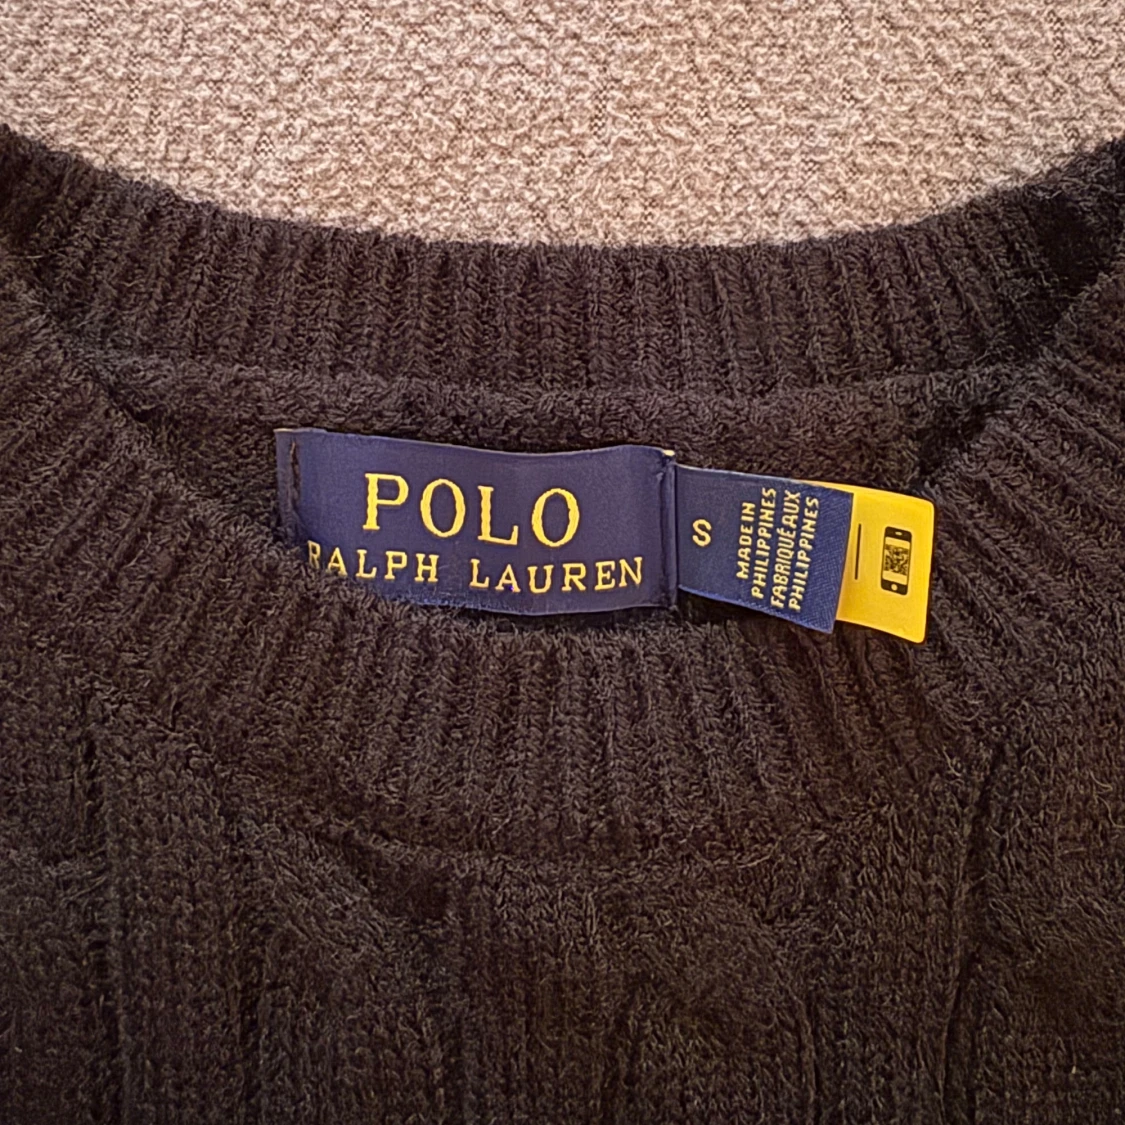 POLO
RALPH LAUREN
S
MADE IN
PHILIPPINES
FABRIQUÉ AUX
PHILIPPINES